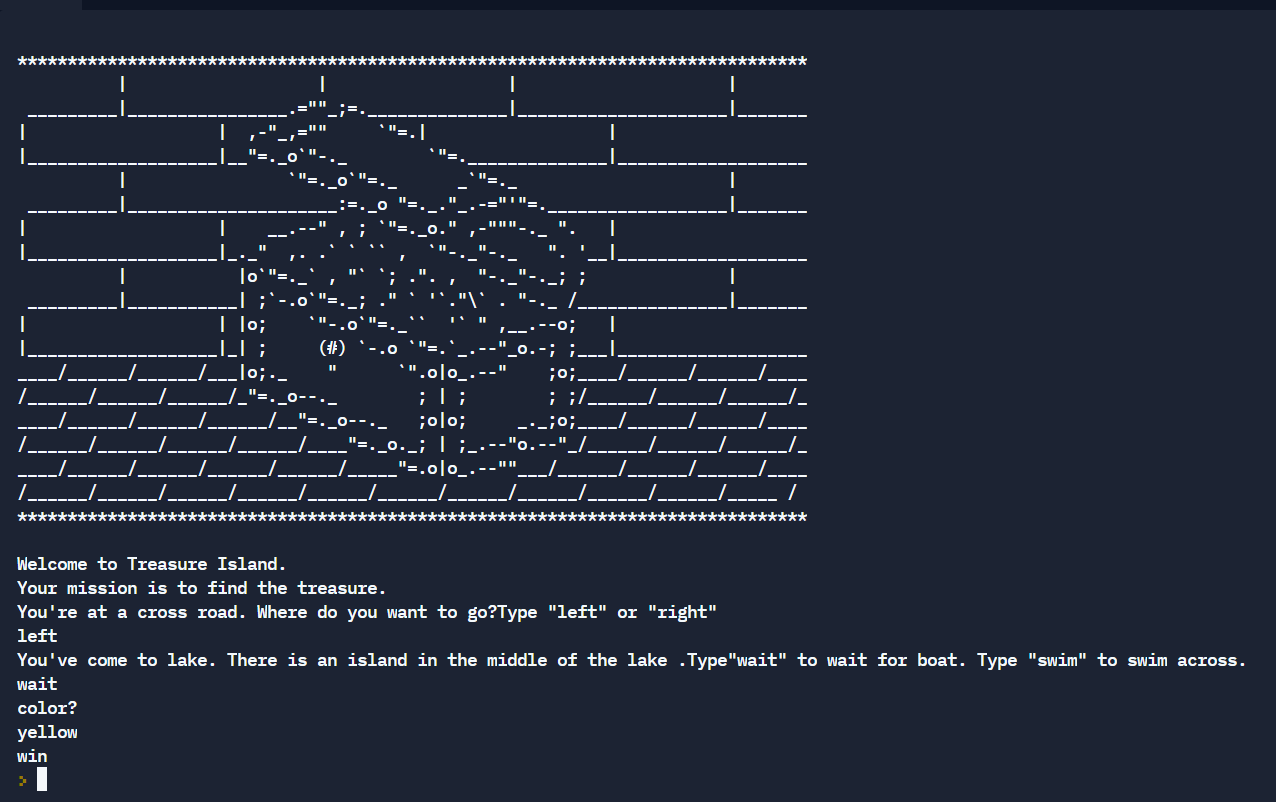 Welcome to Treasure Island.
Your mission is to find the treasure.
You're at a cross road. Where do you want to go?Type "left" or "right"
left
You've come to lake. There is an island in the middle of the lake .Type"wait" to wait for boat. Type "swim" to swim across.
wait
color?
yellow
win
>